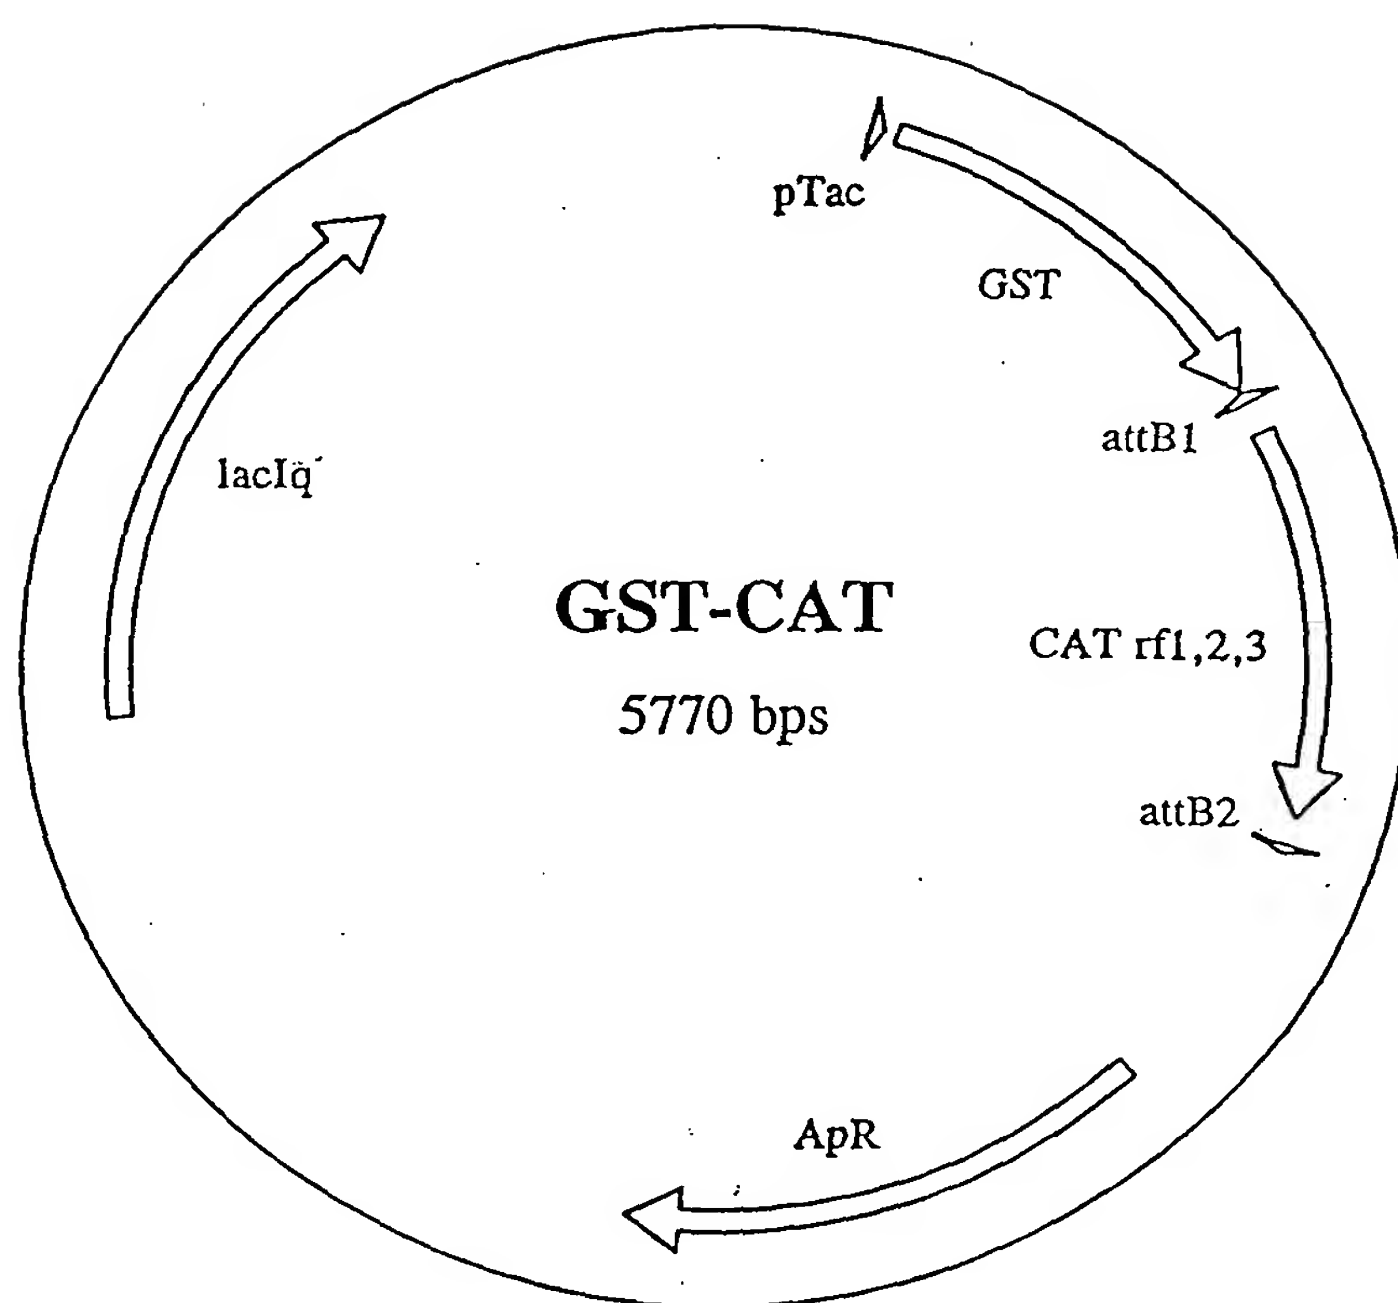 pTac
GST
attB1
lacIq
GST-CAT
5770 bps
CAT rf1,2,3
attB2
ApR